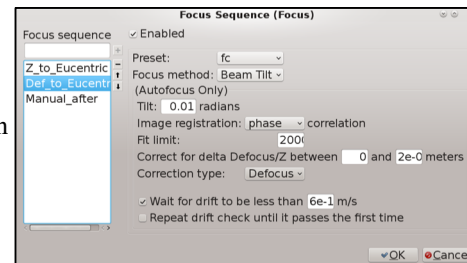 Focus Sequence (Focus)
Focus sequence
Enabled
Z_to_Eucentric
Def_to_Eucentr
Manual_after
Preset: fc
Focus method: Beam Tilt
(Autofocus Only)
Tilt: 0.01 radians
Image registration: phase correlation
Fit limit: 2000
Correct for delta Defocus/Z between 0 and 2e-0 meters
Correction type: Defocus
Wait for drift to be less than 6e-1 m/s
Repeat drift check until it passes the first time
OK
Cance
n